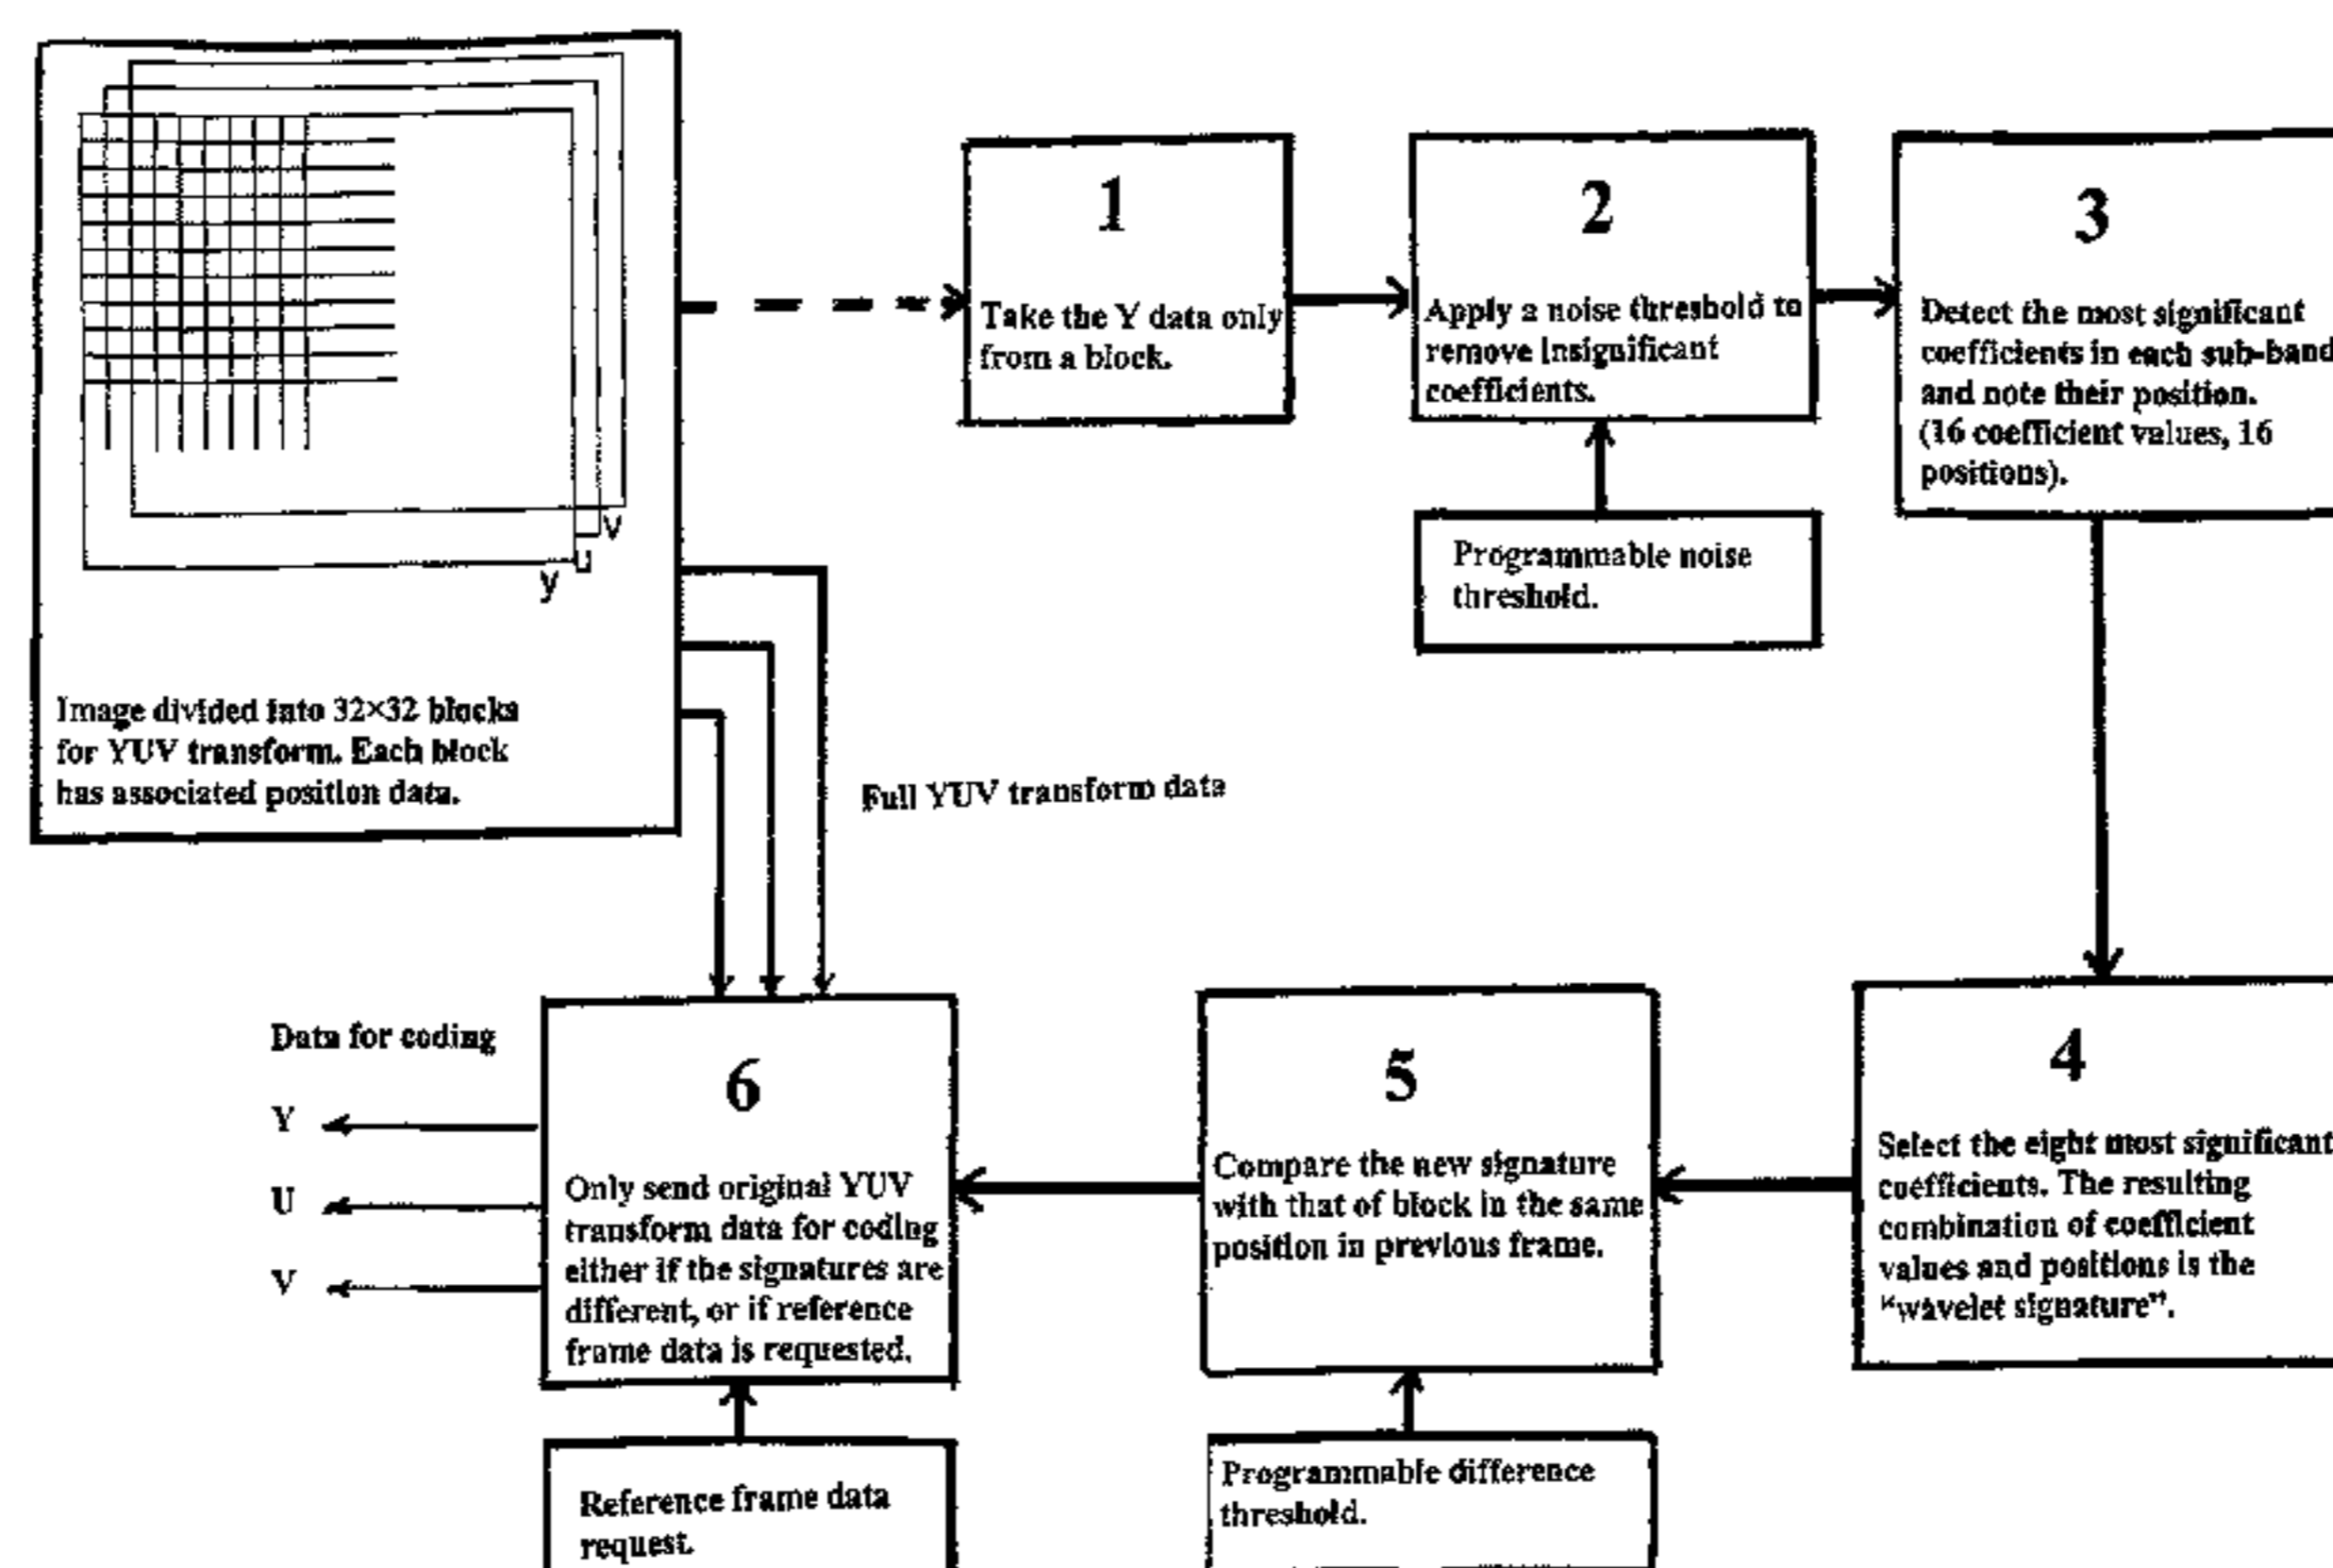 y
U
V
Image divided into 32×32 blocks
for YUV transform. Each block
has associated position data.
1
Take the Y data only
from a block.
2
Apply a noise threshold to
remove insignificant
coefficients.
Programmable noise
threshold.
3
Detect the most significant
coefficients in each sub-band
and note their position.
(16 coefficient values, 16
positions).
Full YUV transform data
4
Select the eight most significant
coefficients. The resulting
combination of coefficient
values and positions is the
“wavelet signature”.
5
Compare the new signature
with that of block in the same
position in previous frame.
Programmable difference
threshold.
6
Only send original YUV
transform data for coding
either if the signatures are
different, or if reference
frame data is requested.
Reference frame data
request.
Data for coding
Y
U
V